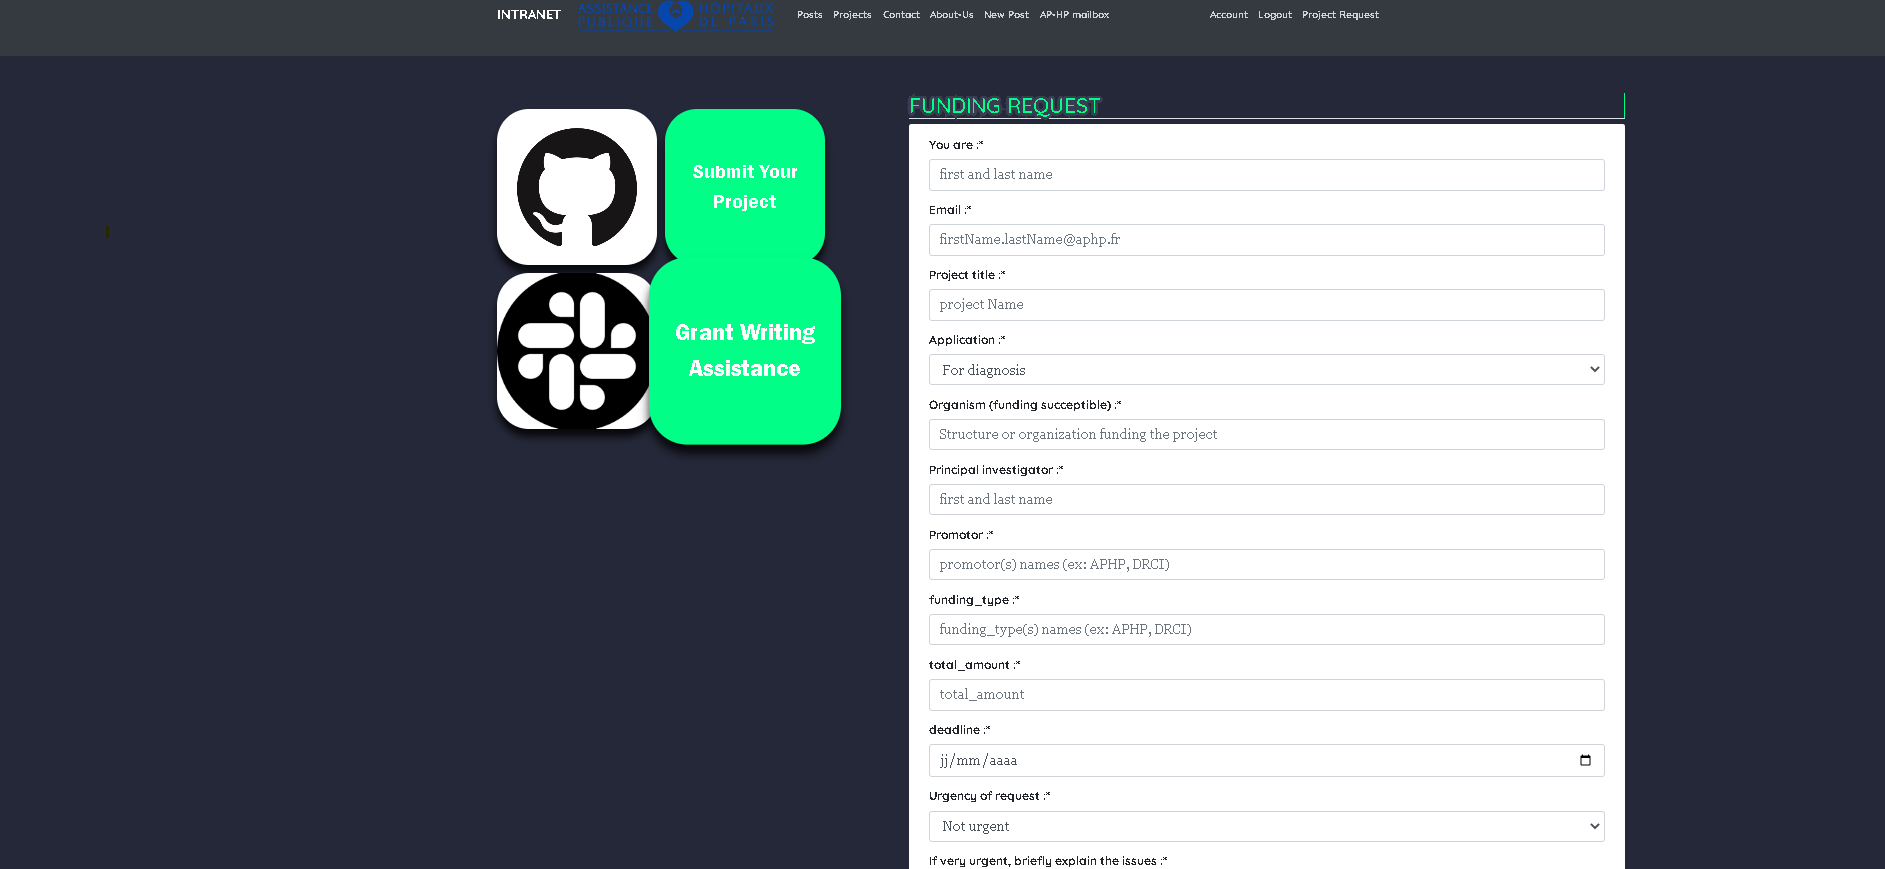 INTRANET
ASSISTANCE HÔPITAUX
PUBLIQUE DE PARIS
Posts Projects Contact About-Us New Post AP-HP mailbox Account Logout Project Request
Submit Your
Project
Grant Writing
Assistance
FUNDING REQUEST
You are :*
first and last name
Email :*
firstName.lastName@aphp.fr
Project title :*
project Name
Application :*
For diagnosis
Organism (funding succeptible) :*
Structure or organization funding the project
Principal investigator :*
first and last name
Promotor :*
promotor(s) names (ex: APHP, DRCI)
funding_type :*
funding_type(s) names (ex: APHP, DRCI)
total_amount :*
total_amount
deadline :*
jj/mm/aaaa
Urgency of request :*
Not urgent
If very urgent, briefly explain the issues :*